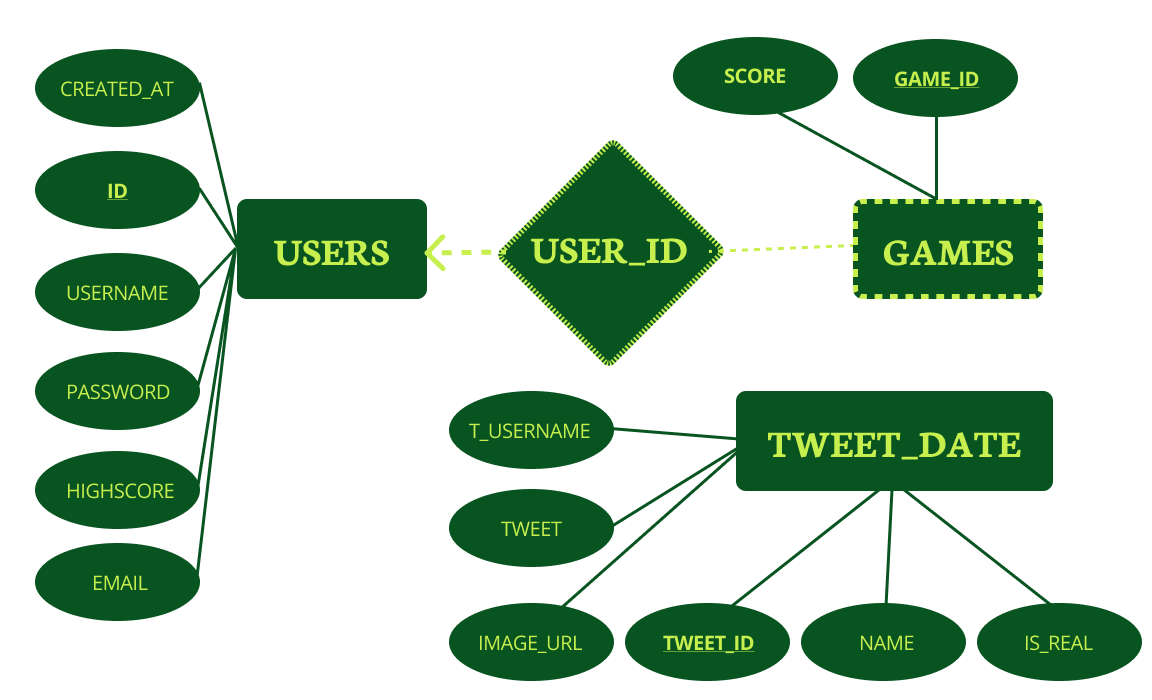 SCORE
GAME_ID
CREATED_AT
ID
USERNAME
PASSWORD
HIGHSCORE
EMAIL
USERS
USER_ID
GAMES
T_USERNAME
TWEET
TWEET_DATE
IMAGE_URL
TWEET_ID
NAME
IS_REAL